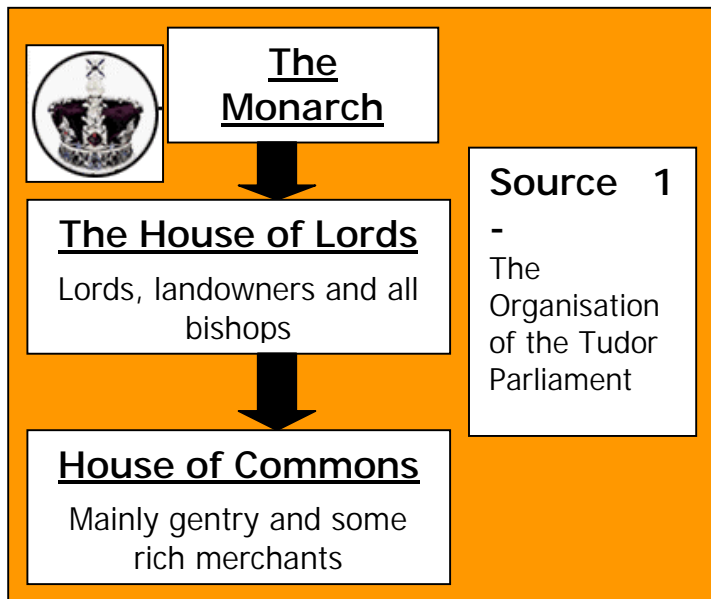 The
Monarch
The House of Lords
Lords, landowners and all
bishops
House of Commons
Mainly gentry and some
rich merchants
Source 1
-
The
Organisation
of the Tudor
Parliament